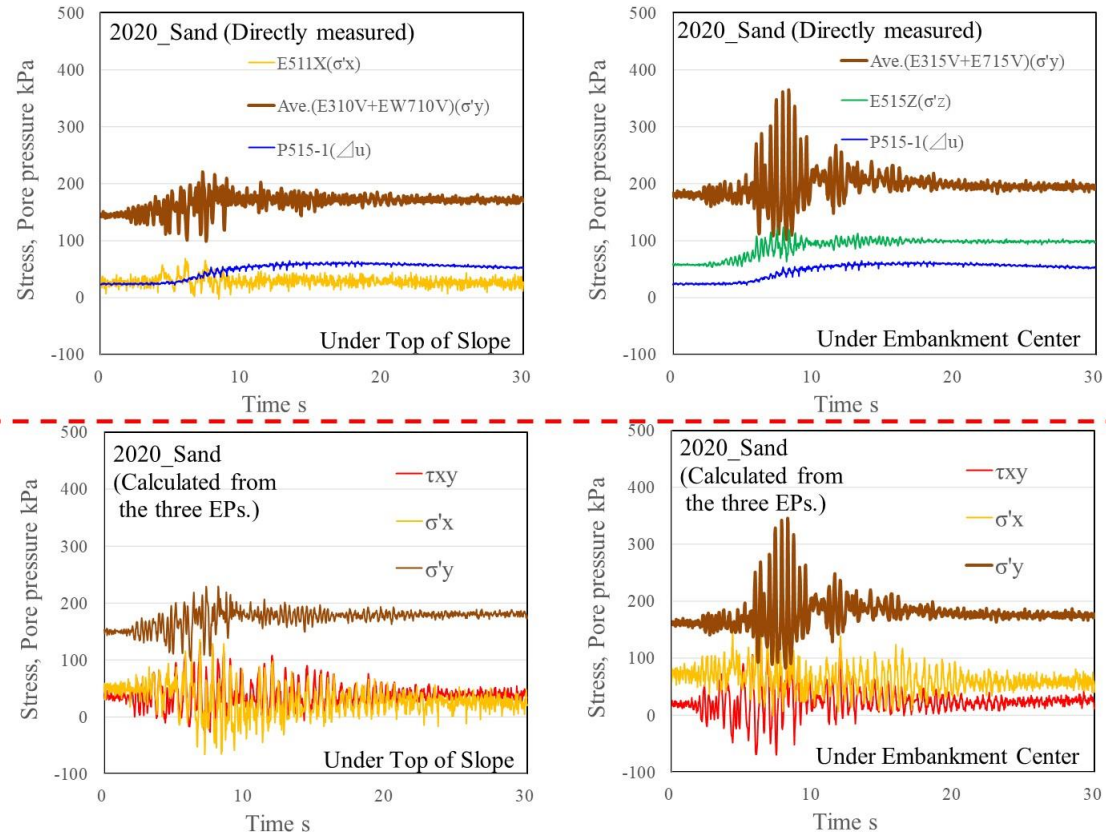 2020_Sand (Directly measured)
E511X(σ'x)
Ave.(E310V+EW710V)(σ'y)
P515-1(⊿u)
Under Top of Slope
500
400
300
200
100
0
-100
0
10
20
30
Stress, Pore pressure kPa
Time s
2020_Sand (Directly measured)
Ave.(E315V+E715V)(σ'y)
E515Z(σ'z)
P515-1(⊿u)
Under Embankment Center
500
400
300
200
100
0
-100
0
10
20
30
Stress, Pore pressure kPa
Time s
2020_Sand
(Calculated from
the three EPs.)
τxy
σ'x
σ'y
Under Top of Slope
500
400
300
200
100
0
-100
0
10
20
30
Stress, Pore pressure kPa
Time s
2020_Sand
(Calculated from
the three EPs.)
τxy
σ'x
σ'y
Under Embankment Center
500
400
300
200
100
0
-100
0
10
20
30
Stress, Pore pressure kPa
Time s